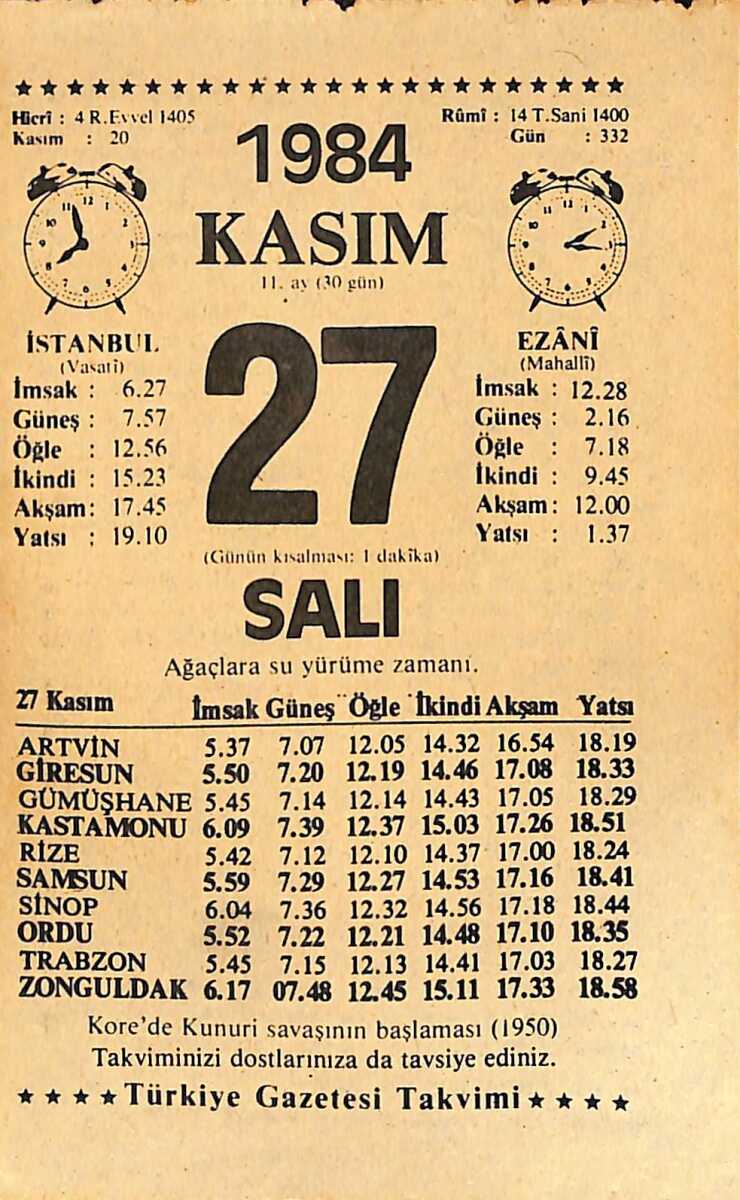 Hicrî : 4 R.Evvel 1405
Kasım : 20
Rûmî : 14 T.Sani 1400
Gün : 332
1984
KASIM
11. ay (30 gün)
27
İSTANBUL
(Vasatî)
İmsak : 6.27
Güneş : 7.57
Öğle : 12.56
İkindi : 15.23
Akşam : 17.45
Yatsı : 19.10
EZÂNÎ
(Mahallî)
İmsak : 12.28
Güneş : 2.16
Öğle : 7.18
İkindi : 9.45
Akşam : 12.00
Yatsı : 1.37
(Günün kısalması: 1 dakîka)
SALI
Ağaçlara su yürüme zamanı.
27 Kasım İmsak Güneş Öğle İkindi Akşam Yatsı
ARTVİN 5.37 7.07 12.05 14.32 16.54 18.19
GİRESUN 5.50 7.20 12.19 14.46 17.08 18.33
GÜMÜŞHANE 5.45 7.14 12.14 14.43 17.05 18.29
KASTAMONU 6.09 7.39 12.37 15.03 17.26 18.51
RİZE 5.42 7.12 12.10 14.37 17.00 18.24
SAMSUN 5.59 7.29 12.27 14.53 17.16 18.41
SİNOP 6.04 7.36 12.32 14.56 17.18 18.44
ORDU 5.52 7.22 12.21 14.48 17.10 18.35
TRABZON 5.45 7.15 12.13 14.41 17.03 18.27
ZONGULDAK 6.17 07.48 12.45 15.11 17.33 18.58
Kore'de Kunuri savaşının başlaması (1950)
Takviminizi dostlarınıza da tavsiye ediniz.
Türkiye Gazetesi Takvimi